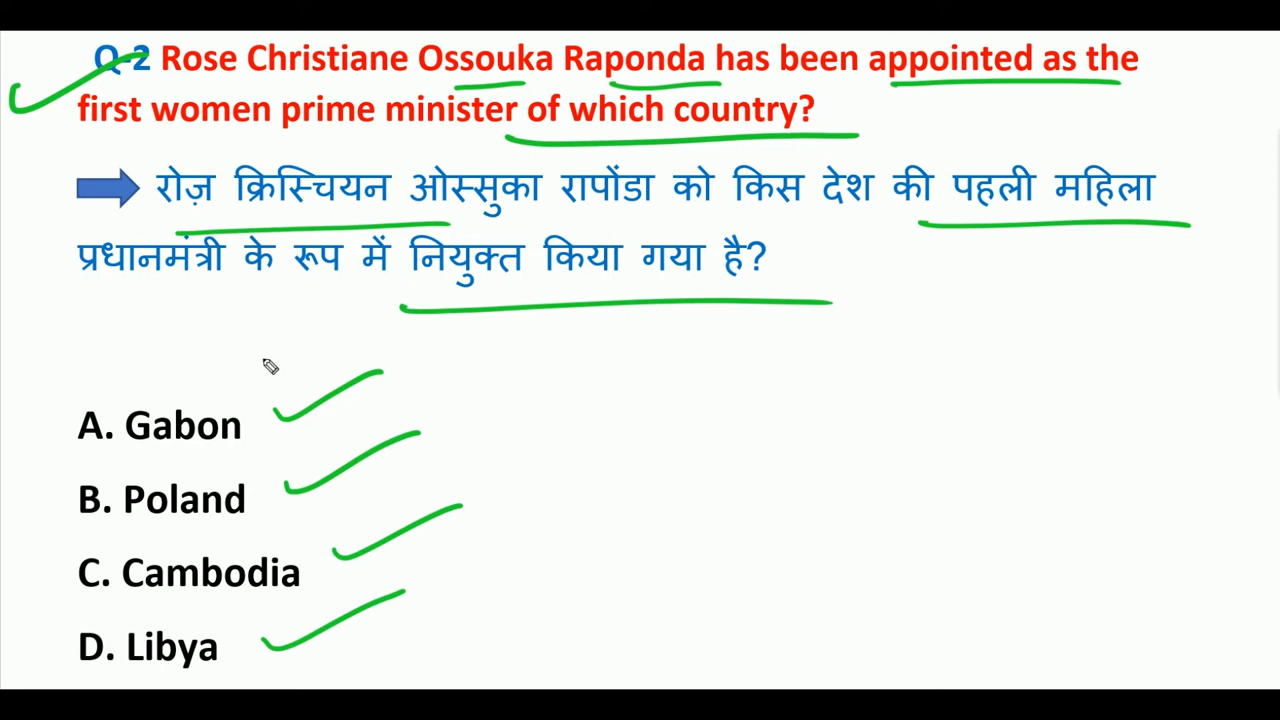 Q-2 Rose Christiane Ossouka Raponda has been appointed as the
first women prime minister of which country?
रोज़ क्रिस्चियन ओस्सुका रापोंडा को किस देश की पहली महिला
प्रधानमंत्री के रूप में नियुक्त किया गया है?
A. Gabon
B. Poland
C. Cambodia
D. Libya